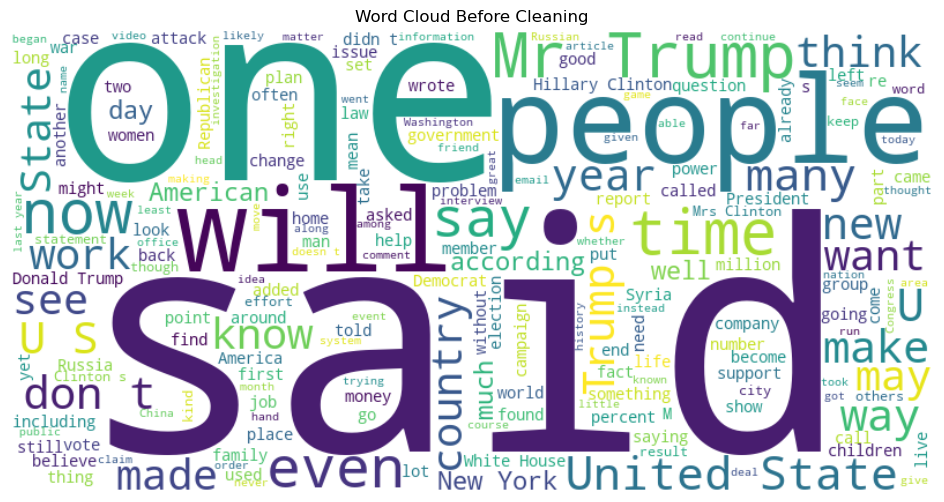 Word Cloud Before Cleaning
said
one
people
will
Mr Trump
think
state
now
work
see
U S
don t
made
even
know
say
time
year
many
new
want
U
make
may
way
United State
country
Trump s
according
well
American
much
New York
White House
Hillary Clinton
Donald Trump
long
case
war
attack
didn t
issue
information
set
likely
matter
began
video
name
another
two
day
women
Republican
investigation
plan
often
right
law
mean
wrote
Washington
government
friend
change
head
making
might
week
last year
least
look
back
office
statement
though
use
take
home
along
man
move
doesn t
asked
among
comment
help
problem
interview
email
great
member
Democrat
Russian
article
good
read
continue
question
left
re
seem
word
s
already
keep
face
game
able
far
today
given
power
called
President
part
came
thought
report
Mrs Clinton
whether
put
million
group
nation
going
come
area
congress
run
took
got
others
call
children
live
give
Syria
instead
need
end
life
history
fact
known
something
little
percent
M
saying
result
course
company
number
become
support
city
show
deal
without
election
campaign
world
found
idea
added
effort
point
around
find
told
event
system
America
first
month
job
hand
trying
money
go
kind
China
yet
Russia
Clinton s
including
public
still
vote
believe
claim
thing
family
used
order
never
place
lot